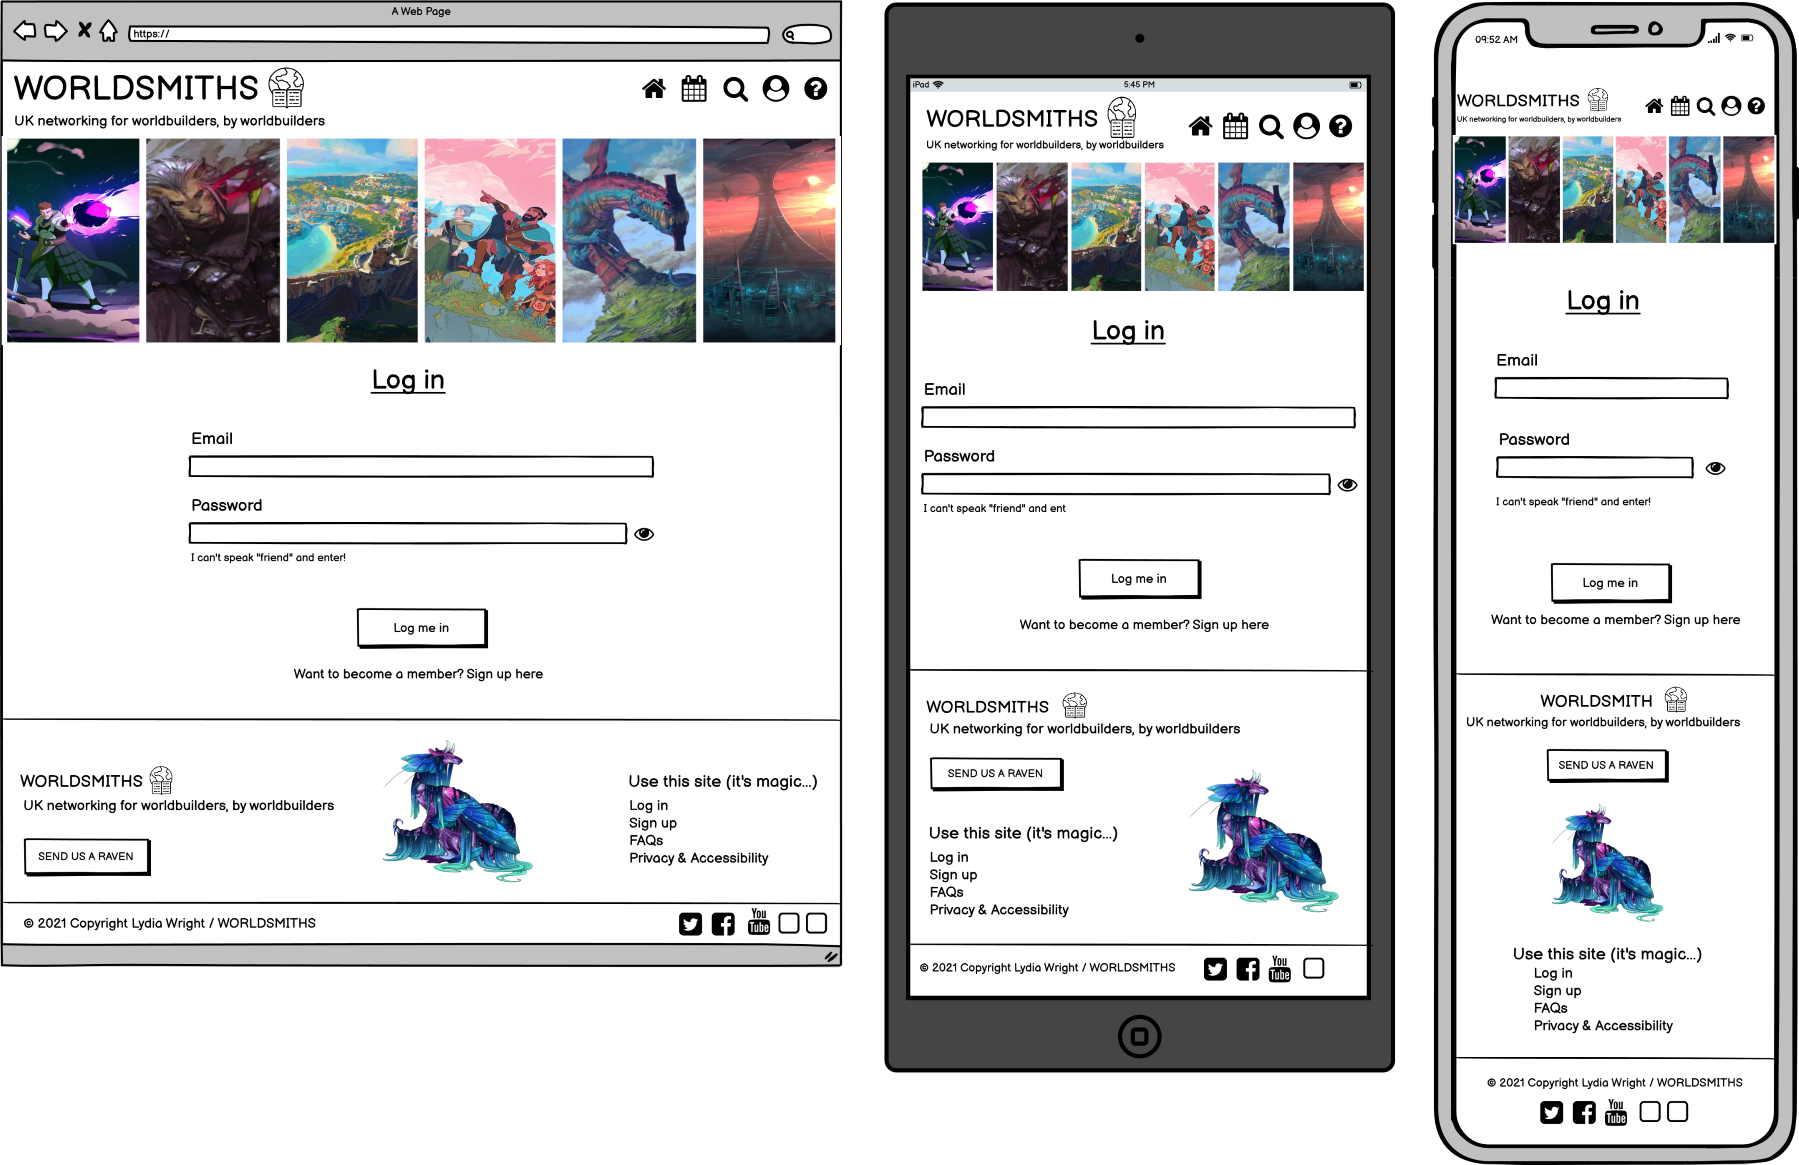 A Web Page
https://
WORLDSMITHS
UK networking for worldbuilders, by worldbuilders
Log in
Email
Password
I can't speak "friend" and enter!
Log me in
Want to become a member? Sign up here
WORLDSMITHS
UK networking for worldbuilders, by worldbuilders
SEND US A RAVEN
Use this site (it's magic...)
Log in
Sign up
FAQs
Privacy & Accessibility
© 2021 Copyright Lydia Wright / WORLDSMITHS
You
Tube
iPad
5:45 PM
WORLDSMITHS
UK networking for worldbuilders, by worldbuilders
Log in
Email
Password
I can't speak "friend" and ent
Log me in
Want to become a member? Sign up here
WORLDSMITHS
UK networking for worldbuilders, by worldbuilders
SEND US A RAVEN
Use this site (it's magic...)
Log in
Sign up
FAQs
Privacy & Accessibility
© 2021 Copyright Lydia Wright / WORLDSMITHS
You
Tube
09:52 AM
WORLDSMITHS
UK networking for worldbuilders, by worldbuilders
Log in
Email
Password
I can't speak "friend" and enter!
Log me in
Want to become a member? Sign up here
WORLDSMITH
UK networking for worldbuilders, by worldbuilders
SEND US A RAVEN
Use this site (it's magic...)
Log in
Sign up
FAQs
Privacy & Accessibility
© 2021 Copyright Lydia Wright / WORLDSMITHS
You
Tube